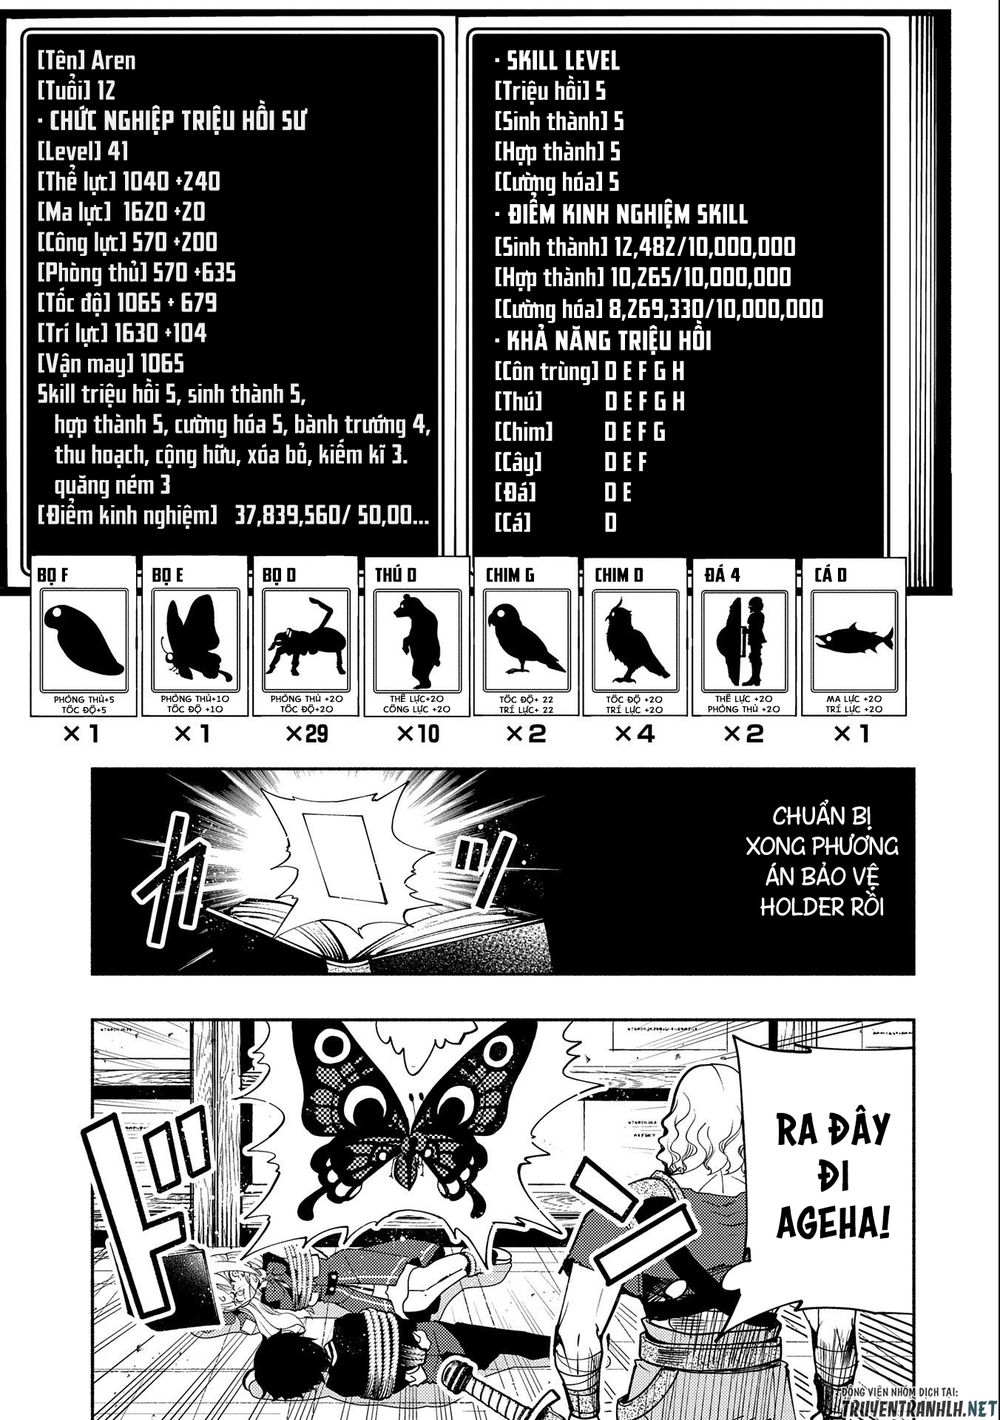 [Tên] Aren
[Tuổi] 12
· CHỨC NGHIỆP TRIỆU HỒI SƯ
[Level] 41
[Thể lực] 1040 +240
[Ma lực] 1620 +20
[Công lực] 570 +200
[Phòng thủ] 570 +635
[Tốc độ] 1065 + 679
[Trí lực] 1630 +104
[Vận may] 1065
Skill triệu hồi 5, sinh thành 5,
hợp thành 5, cường hóa 5, bành trướng 4,
thu hoạch, cộng hữu, xóa bỏ, kiếm kĩ 3.
quăng ném 3
[Điểm kinh nghiệm] 37,839,560/ 50,00...
· SKILL LEVEL
[Triệu hồi] 5
[Sinh thành] 5
[Hợp thành] 5
[Cường hóa] 5
· ĐIỂM KINH NGHIỆM SKILL
[Sinh thành] 12,482/10,000,000
[Hợp thành] 10,265/10,000,000
[Cường hóa] 8,269,330/10,000,000
· KHẢ NĂNG TRIỆU HỒI
[Côn trùng] D E F G H
[Thú] D E F G H
[Chim] D E F G
[Cây] D E F
[Đá] D E
[Cá] D
BỌ F
PHÒNG THỦ+5
TỐC ĐỘ+5
×1
BỌ E
PHÒNG THỦ+10
TỐC ĐỘ +10
×1
BỌ D
PHÒNG THỦ +20
TỐC ĐỘ+20
×29
THÚ D
THỂ LỰC+20
CÔNG LỰC +20
×10
CHIM G
TỐC ĐỘ+ 22
TRÍ LỰC+ 22
×2
CHIM D
TỐC ĐỘ +20
TRÍ LỰC +20
×4
ĐÁ 4
THỂ LỰC +20
PHÒNG THỦ +20
×2
CÁ D
MA LỰC +20
TRÍ LỰC +20
×1
CHUẨN BỊ
XONG PHƯƠNG
ÁN BẢO VỆ
HOLDER RỒI
RA ĐÂY
ĐI
AGEHA!
ĐỘNG VIÊN NHÓM DỊCH TẠI:
TRUYENTRANHLH.NET